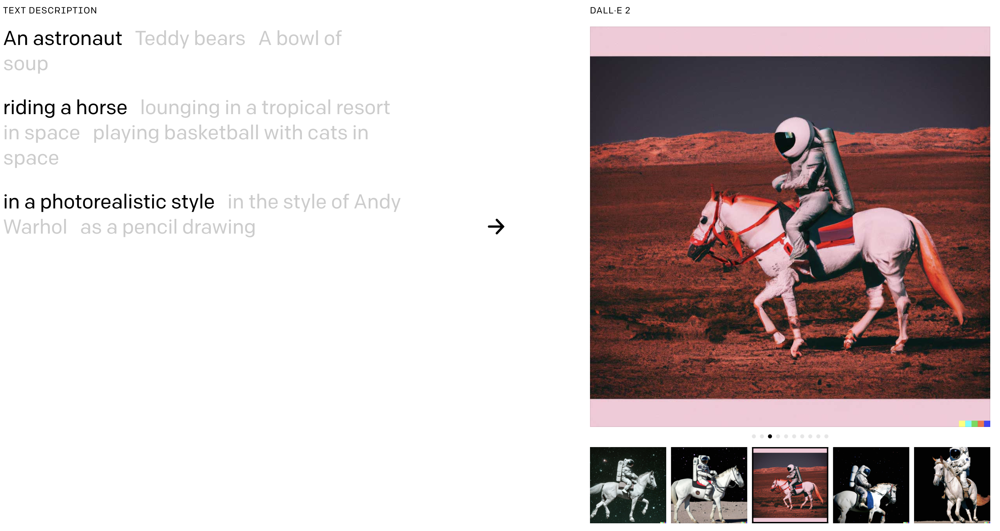 TEXT DESCRIPTION
An astronaut Teddy bears A bowl of
soup
riding a horse lounging in a tropical resort
in space playing basketball with cats in
space
in a photorealistic style in the style of Andy
Warhol as a pencil drawing
DALL·E 2